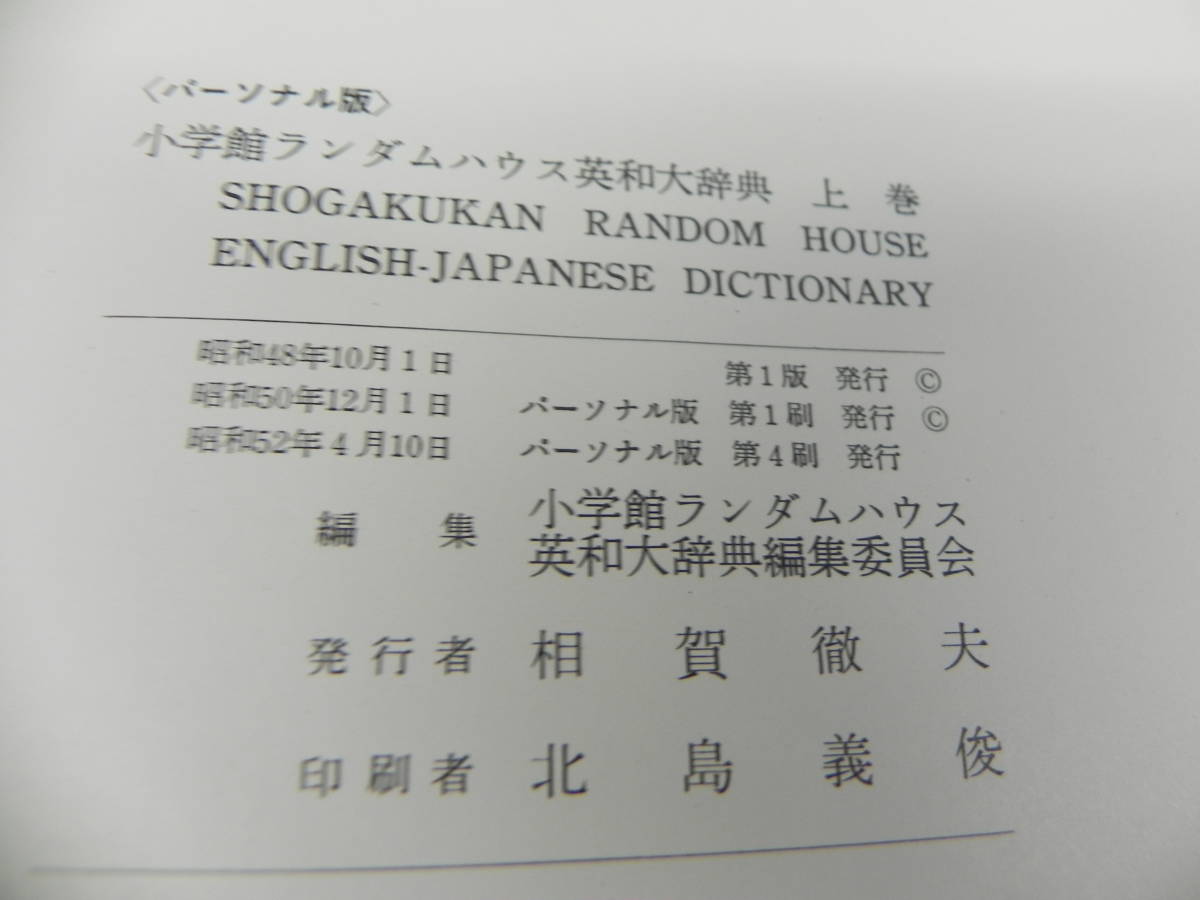 〈パーソナル版〉
小学館ランダムハウス英和大辞典 上 巻
SHOGAKUKAN RANDOM HOUSE
ENGLISH-JAPANESE DICTIONARY
昭和48年10月1日 第1版 発行 ©
昭和50年12月1日 パーソナル版 第1刷 発行 ©
昭和52年4月10日 パーソナル版 第4刷 発行
編 集 小学館ランダムハウス
英和大辞典編集委員会
発 行 者 相 賀 徹 夫
印 刷 者 北 島 義 俊